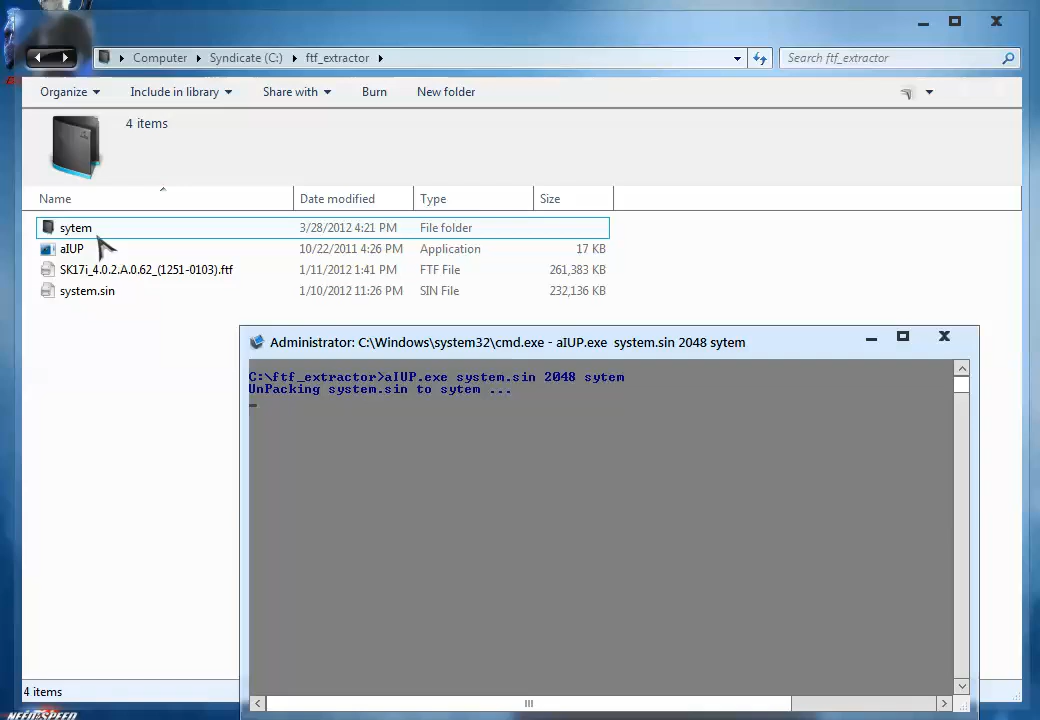 Computer Syndicate (C:) ftf_extractor Search ftf_extractor
Organize Include in library Share with Burn New folder
4 items
Name Date modified Type Size
sytem 3/28/2012 4:21 PM File folder
aIUP 10/22/2011 4:26 PM Application 17 KB
SK17i_4.0.2.A.0.62_(1251-0103).ftf 1/11/2012 1:41 PM FTF File 261,383 KB
system.sin 1/10/2012 11:26 PM SIN File 232,136 KB
Administrator: C:\Windows\system32\cmd.exe - aIUP.exe  system.sin 2048 sytem
C:\ftf_extractor>aIUP.exe system.sin 2048 sytem
UnPacking system.sin to sytem ...
4 items